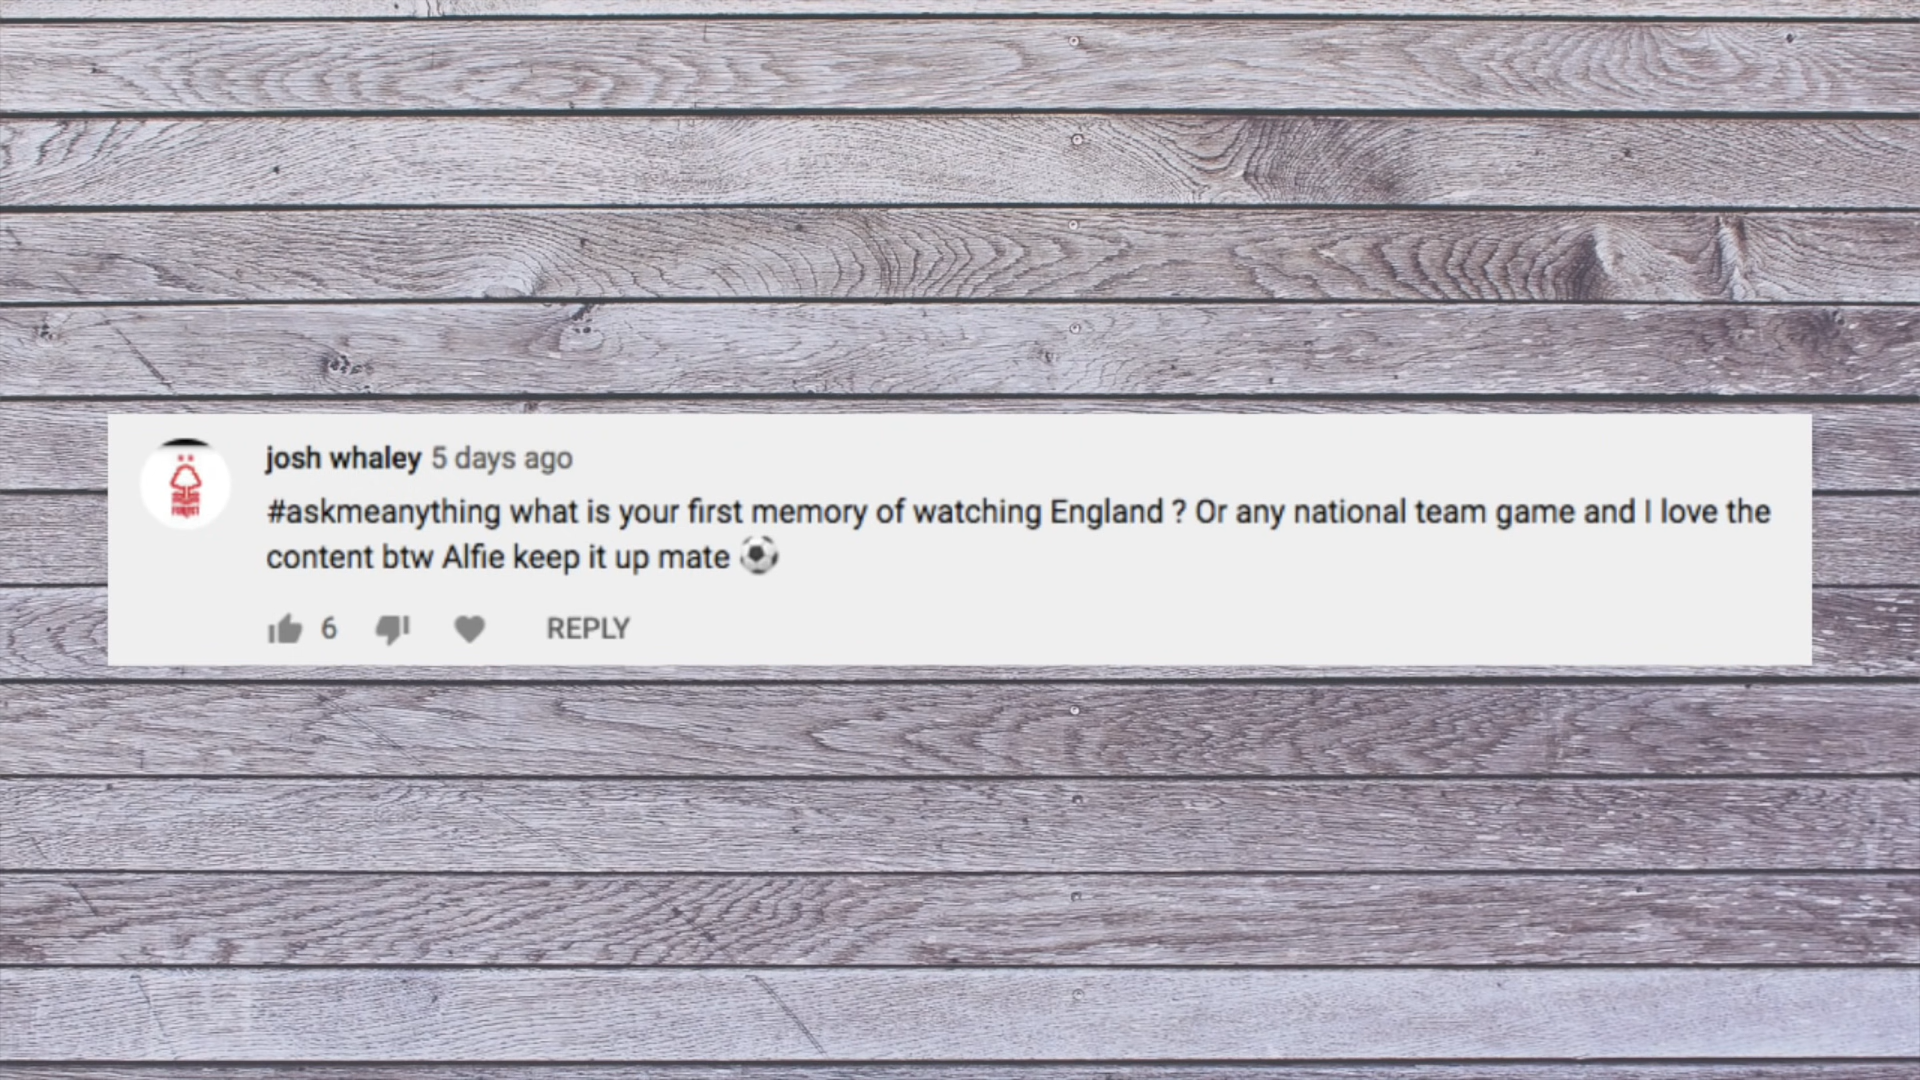 josh whaley 5 days ago
#askmeanything what is your first memory of watching England ? Or any national team game and I love the
content btw Alfie keep it up mate ⚽
6 REPLY